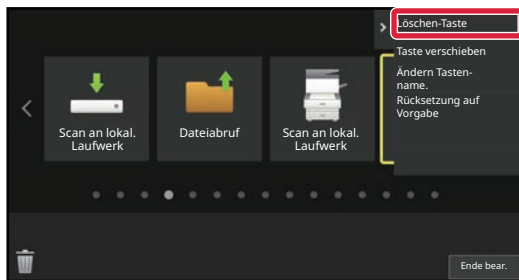 Löschen-Taste
Taste verschieben
Ändern Tasten-
name.
Rücksetzung auf
Vorgabe
Scan an lokal.
Laufwerk
Dateiabruf
Scan an lokal.
Laufwerk
Ende bear.